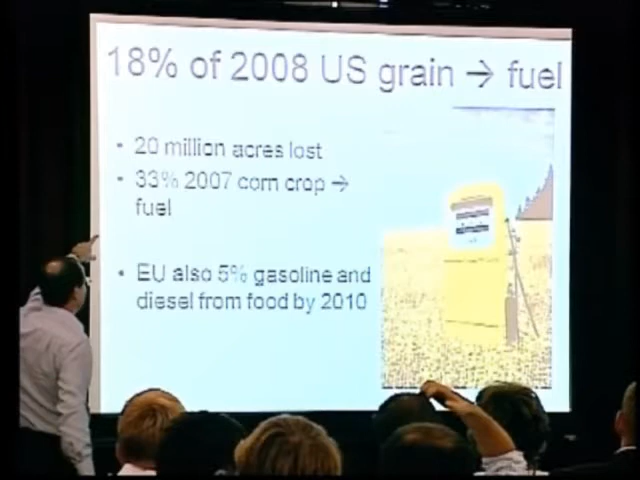 18% of 2008 US grain → fuel
• 20 million acres lost
• 33% 2007 corn crop →
fuel
• EU also 5% gasoline and
diesel from food by 2010